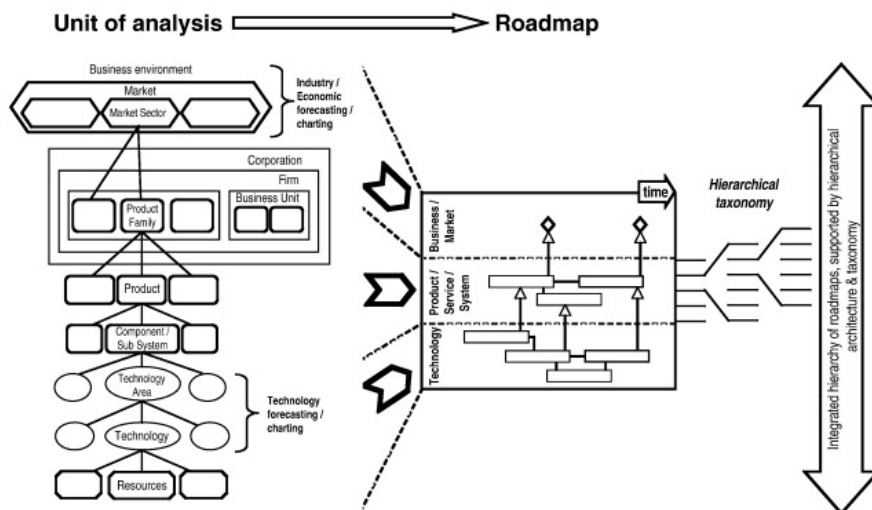 Unit of analysis
Roadmap
Business environment
Market
Market Sector
Industry /
Economic
forecasting /
charting
Corporation
Firm
Business Unit
Product
Family
Product
Component /
Sub System
Technology
Area
Technology
Resources
Technology
forecasting /
charting
time
Business /
Market
Product /
Service /
System
Technology
Hierarchical
taxonomy
Integrated hierarchy of roadmaps, supported by hierarchical
architecture & taxonomy